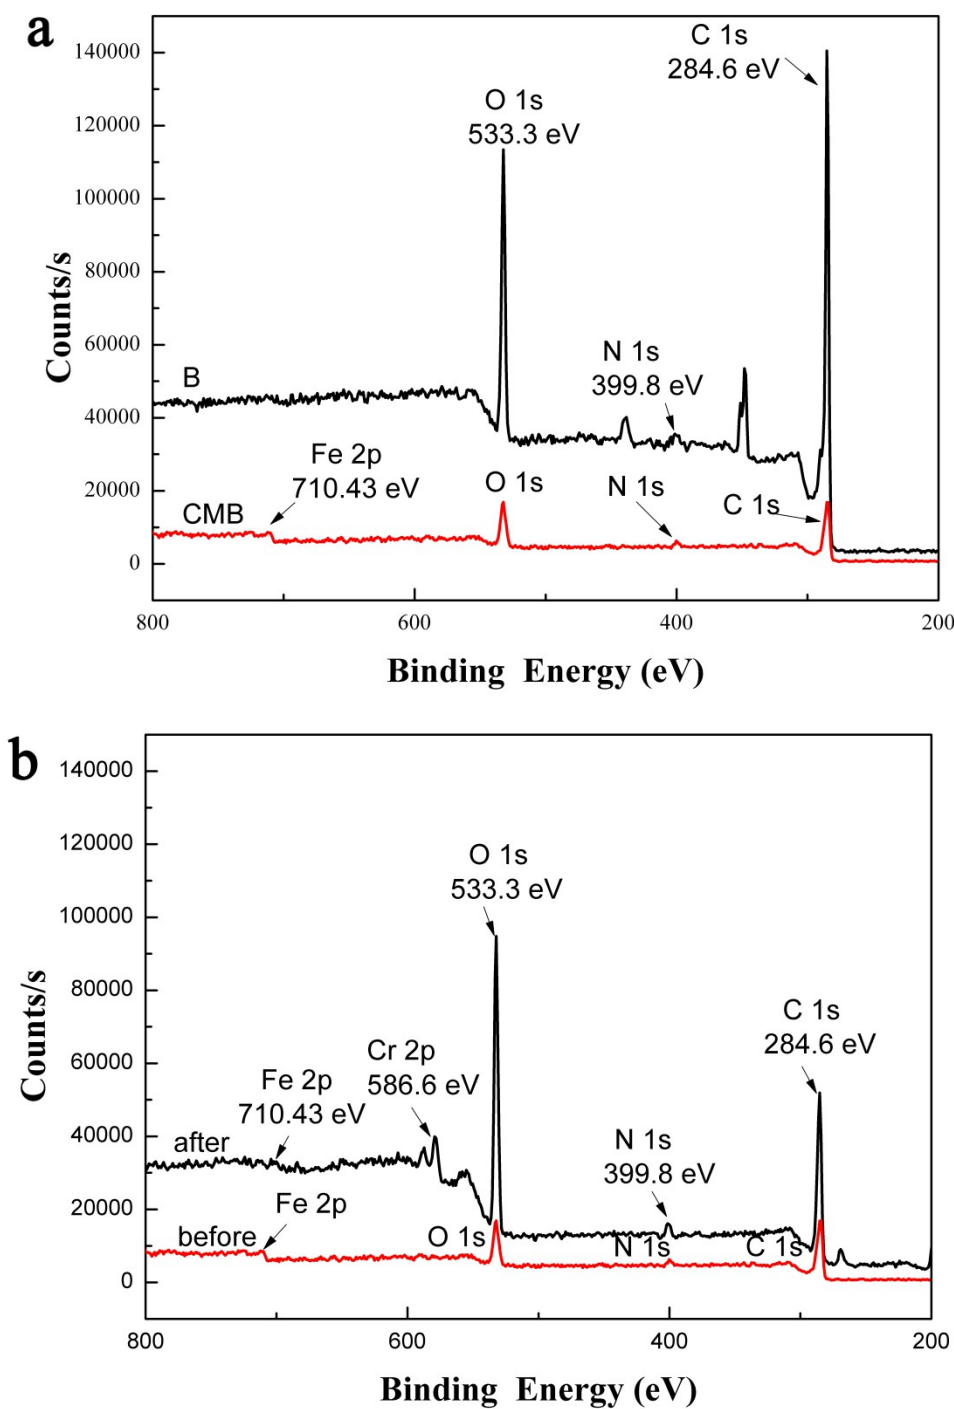 a
C 1s
284.6 eV
O 1s
533.3 eV
N 1s
399.8 eV
B
Fe 2p
710.43 eV
O 1s
N 1s
C 1s
CMB
140000
120000
100000
80000
60000
40000
20000
0
Counts/s
800
600
400
200
Binding Energy (eV)
b
O 1s
533.3 eV
C 1s
284.6 eV
Cr 2p
586.6 eV
Fe 2p
710.43 eV
after
N 1s
399.8 eV
Fe 2p
before
O 1s
N 1s
C 1s
140000
120000
100000
80000
60000
40000
20000
0
Counts/s
800
600
400
200
Binding Energy (eV)